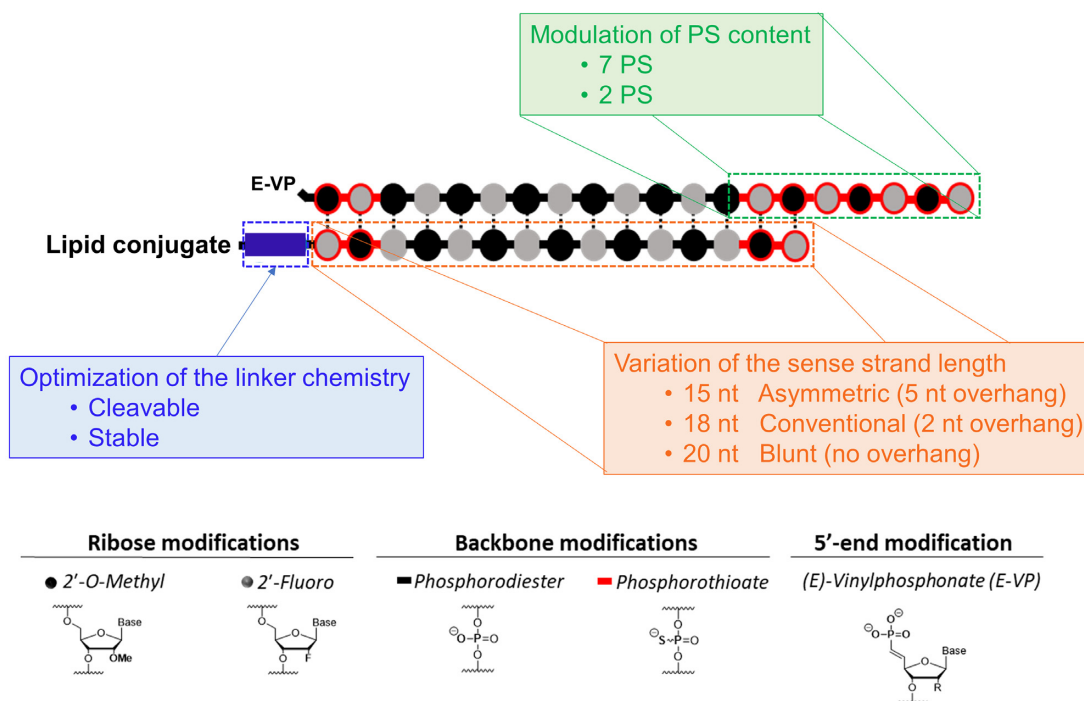 Modulation of PS content
• 7 PS
• 2 PS
E-VP
Lipid conjugate
Optimization of the linker chemistry
• Cleavable
• Stable
Variation of the sense strand length
• 15 nt Asymmetric (5 nt overhang)
• 18 nt Conventional (2 nt overhang)
• 20 nt Blunt (no overhang)
Ribose modifications
Backbone modifications
5′-end modification
2′-O-Methyl
2′-Fluoro
Phosphorodiester
Phosphorothioate
(E)-Vinylphosphonate (E-VP)
O Base
O
O OMe
O Base
O
O F
O
⊖O-P=O
O
O
⊖S-P=O
O
O⊖
⊖O-P=O
Base
O
O R